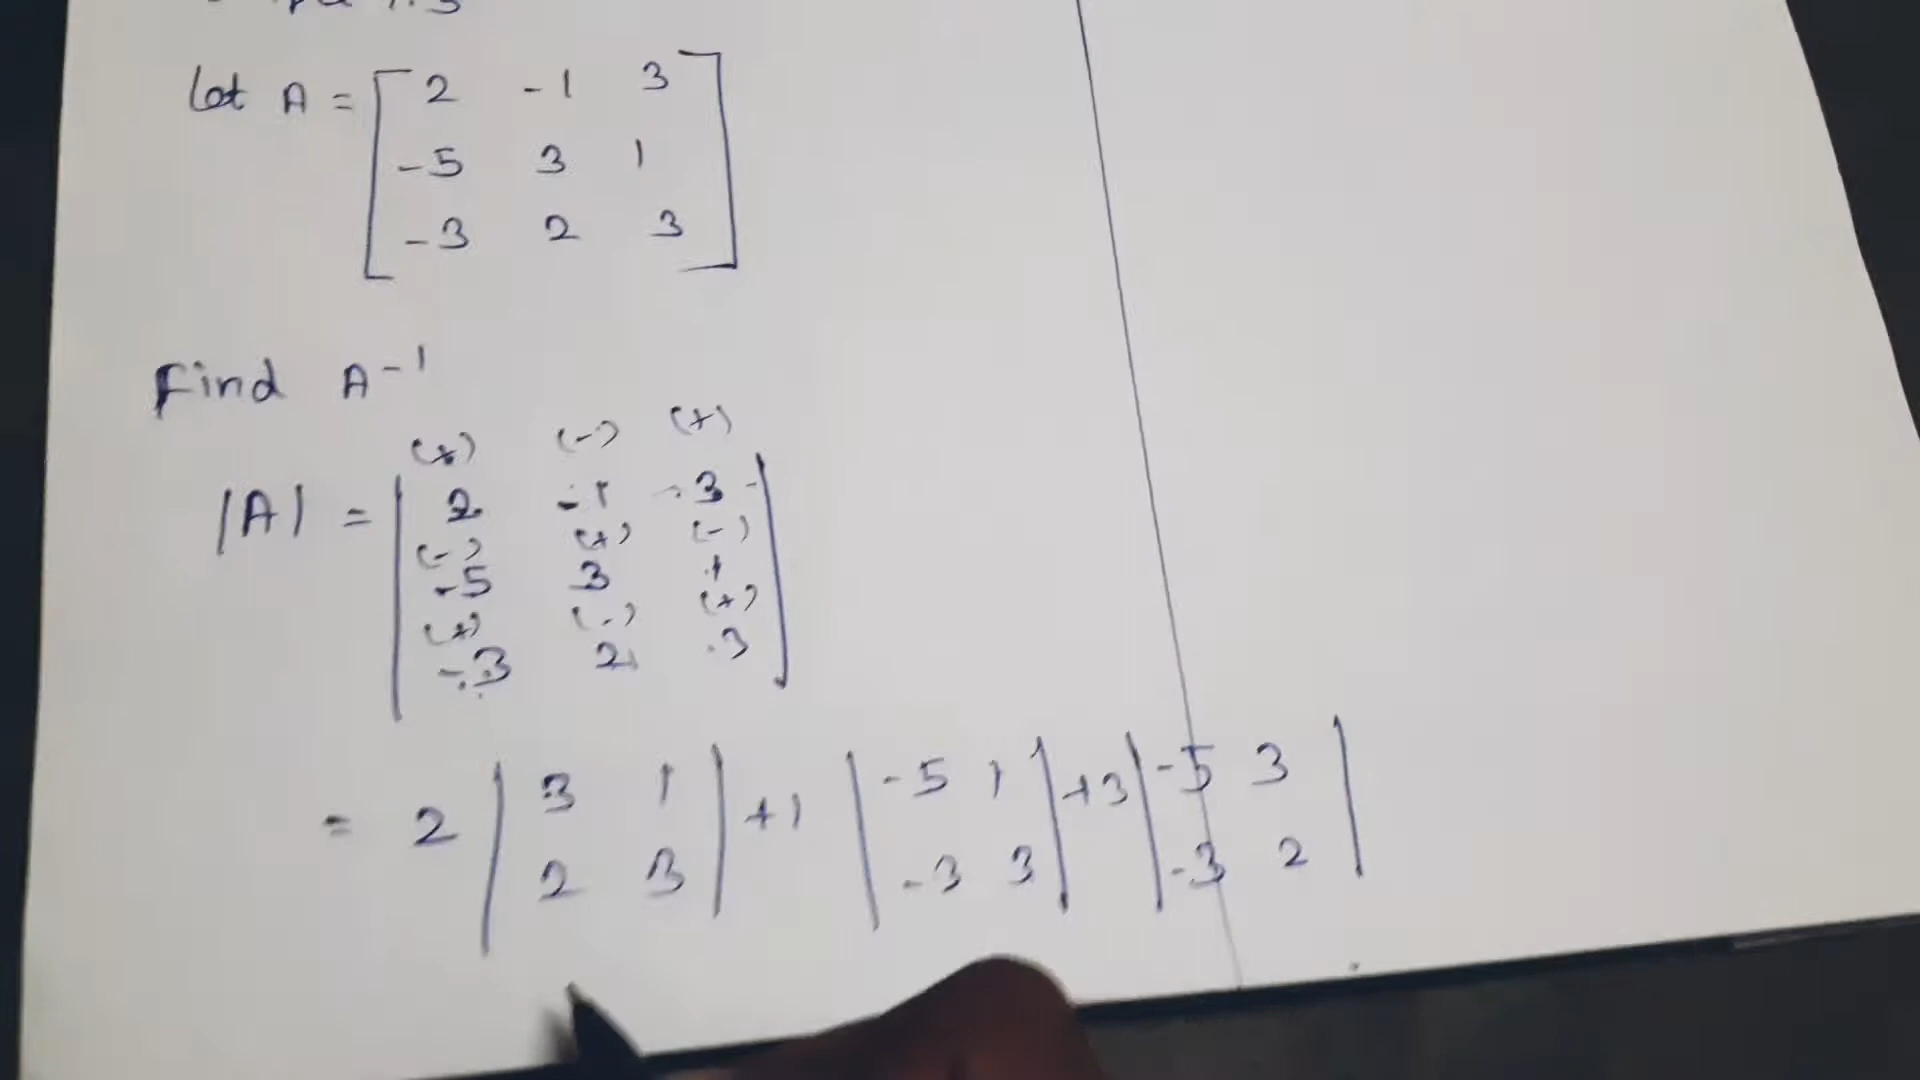 Let A = [ 2 -1 3
-5 3 1
-3 2 3 ]
Find A⁻¹
(+) (-) (+)
|A| = | 2 -1 3
(-) (+) (-)
-5 3 1
(+) (-) (+)
-3 2 3 |
= 2 | 3 1 | +1 | -5 1 | +3 | -5 3 |
| 2 3 | | -3 3 | | -3 2 |